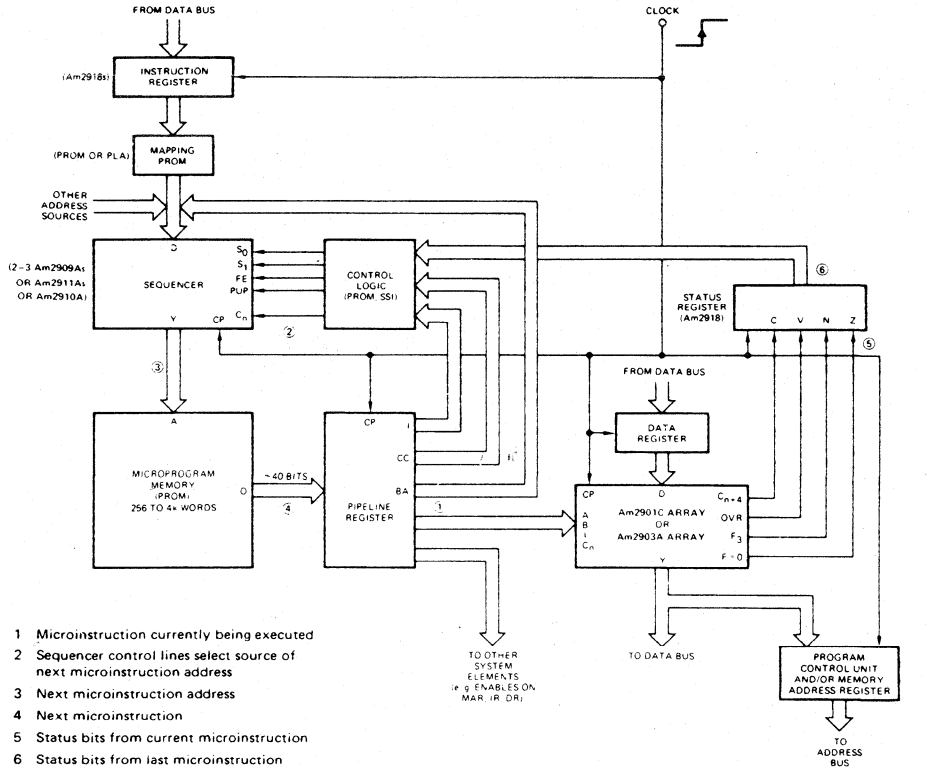 FROM DATA BUS
CLOCK
(Am2918s)
INSTRUCTION
REGISTER
(PROM OR PLA)
MAPPING
PROM
OTHER
ADDRESS
SOURCES
D
(2-3 Am2909As
OR Am2911As
OR Am2910A)
SEQUENCER
S0
S1
FE
PUP
Cn
Y
CP
CONTROL
LOGIC
(PROM, SSI)
2
6
STATUS
REGISTER
(Am2918)
C V N Z
5
3
FROM DATA BUS
DATA
REGISTER
A
MICROPROGRAM
MEMORY
(PROM)
256 TO 4k WORDS
O
~40 BITS
4
CP
I
CC
BA
PIPELINE
REGISTER
1
CP
D
A
B
I
Cn
Am2901C ARRAY
OR
Am2903A ARRAY
Cn+4
OVR
F3
F=0
Y
TO OTHER
SYSTEM
ELEMENTS
(e.g. ENABLES ON
MAR, IR, DR)
TO DATA BUS
PROGRAM
CONTROL UNIT
AND/OR MEMORY
ADDRESS REGISTER
TO
ADDRESS
BUS
1 Microinstruction currently being executed
2 Sequencer control lines select source of
next microinstruction address
3 Next microinstruction address
4 Next microinstruction
5 Status bits from current microinstruction
6 Status bits from last microinstruction